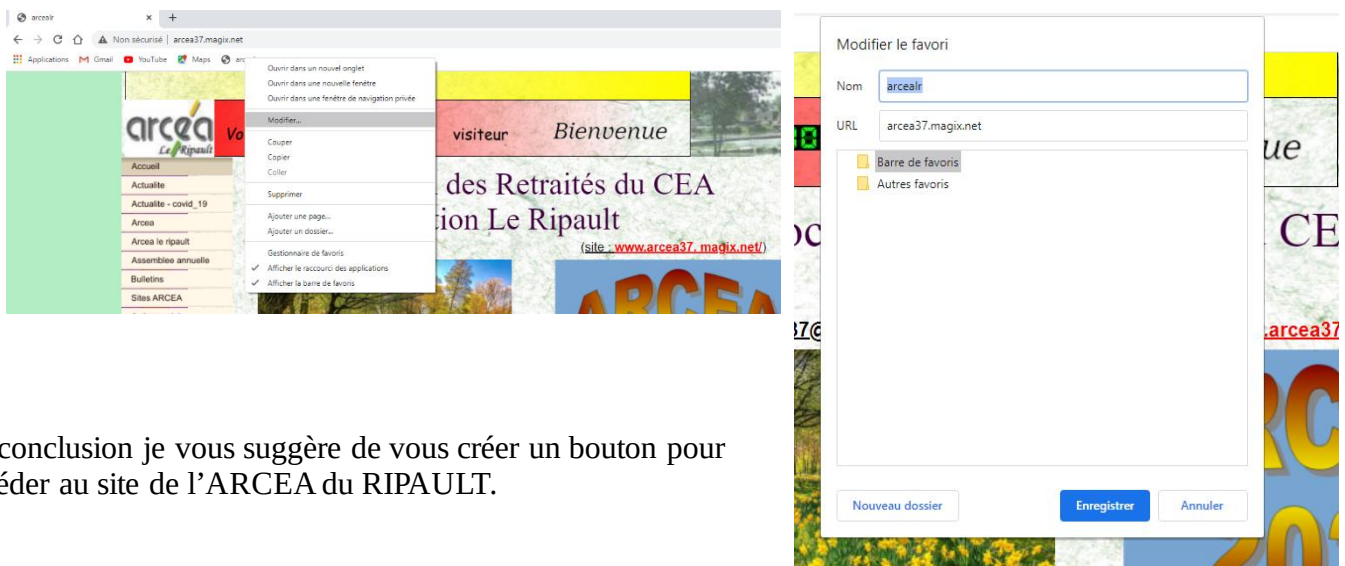 arcealr
Non sécurisé | arcea37.magix.net
Applications Gmail YouTube Maps
Ouvrir dans un nouvel onglet
Ouvrir dans une nouvelle fenêtre
Ouvrir dans une fenêtre de navigation privée
Modifier...
Couper
Copier
Coller
Supprimer
Ajouter une page...
Ajouter un dossier...
Gestionnaire de favoris
Afficher le raccourci des applications
Afficher la barre de favoris
arcea
Le Ripault
visiteur Bienvenue
Accueil
Actualite
Actualite - covid_19
Arcea
Arcea le ripault
Assemblee annuelle
Bulletins
Sites ARCEA
des Retraités du CEA
Le Ripault
(site : www.arcea37. magix.net/)
ARCEA
conclusion je vous suggère de vous créer un bouton pour
au site de l’ARCEA du RIPAULT.
Modifier le favori
Nom arcealr
URL arcea37.magix.net
Barre de favoris
Autres favoris
Nouveau dossier Enregistrer Annuler